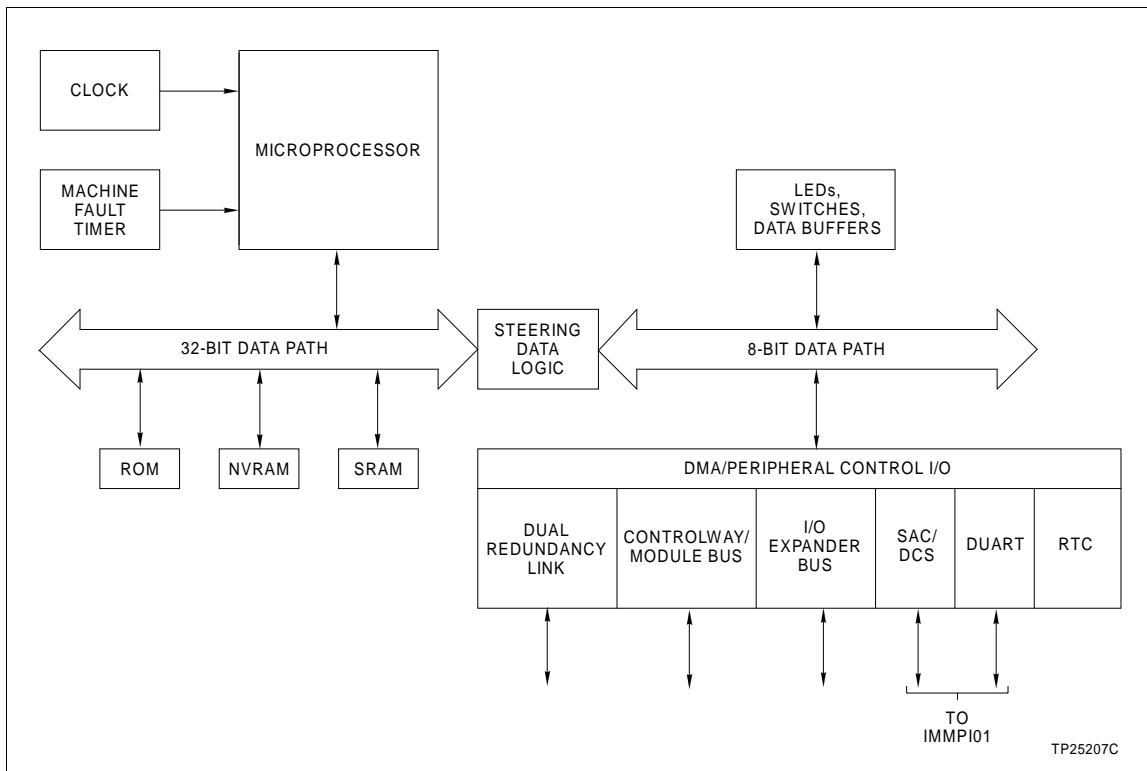 CLOCK
MICROPROCESSOR
MACHINE
FAULT
TIMER
LEDs,
SWITCHES,
DATA BUFFERS
32-BIT DATA PATH
STEERING
DATA
LOGIC
8-BIT DATA PATH
ROM
NVRAM
SRAM
DMA/PERIPHERAL CONTROL I/O
DUAL
REDUNDANCY
LINK
CONTROLWAY/
MODULE BUS
I/O
EXPANDER
BUS
SAC/
DCS
DUART
RTC
TO
IMMPI01
TP25207C